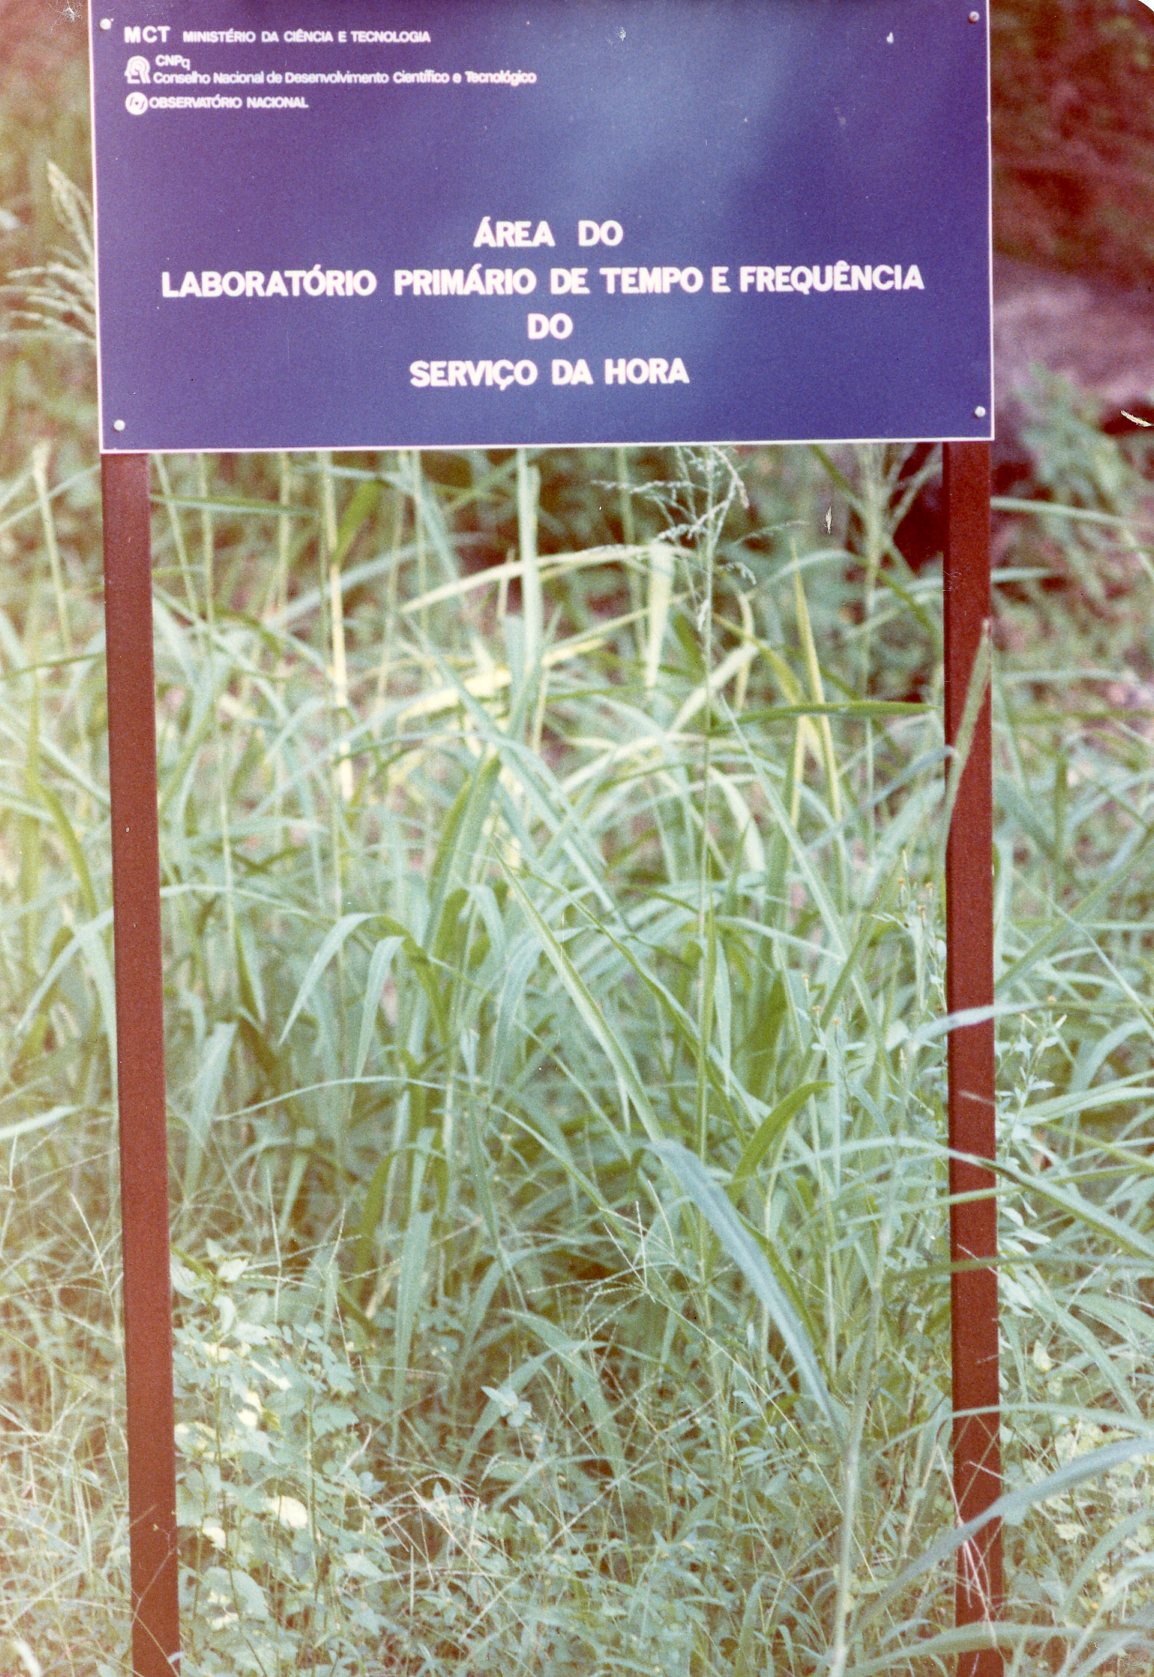 MCT MINISTÉRIO DA CIÊNCIA E TECNOLOGIA
CNPq
Conselho Nacional de Desenvolvimento Científico e Tecnológico
OBSERVATÓRIO NACIONAL
ÁREA DO
LABORATÓRIO PRIMÁRIO DE TEMPO E FREQUÊNCIA
DO
SERVIÇO DA HORA